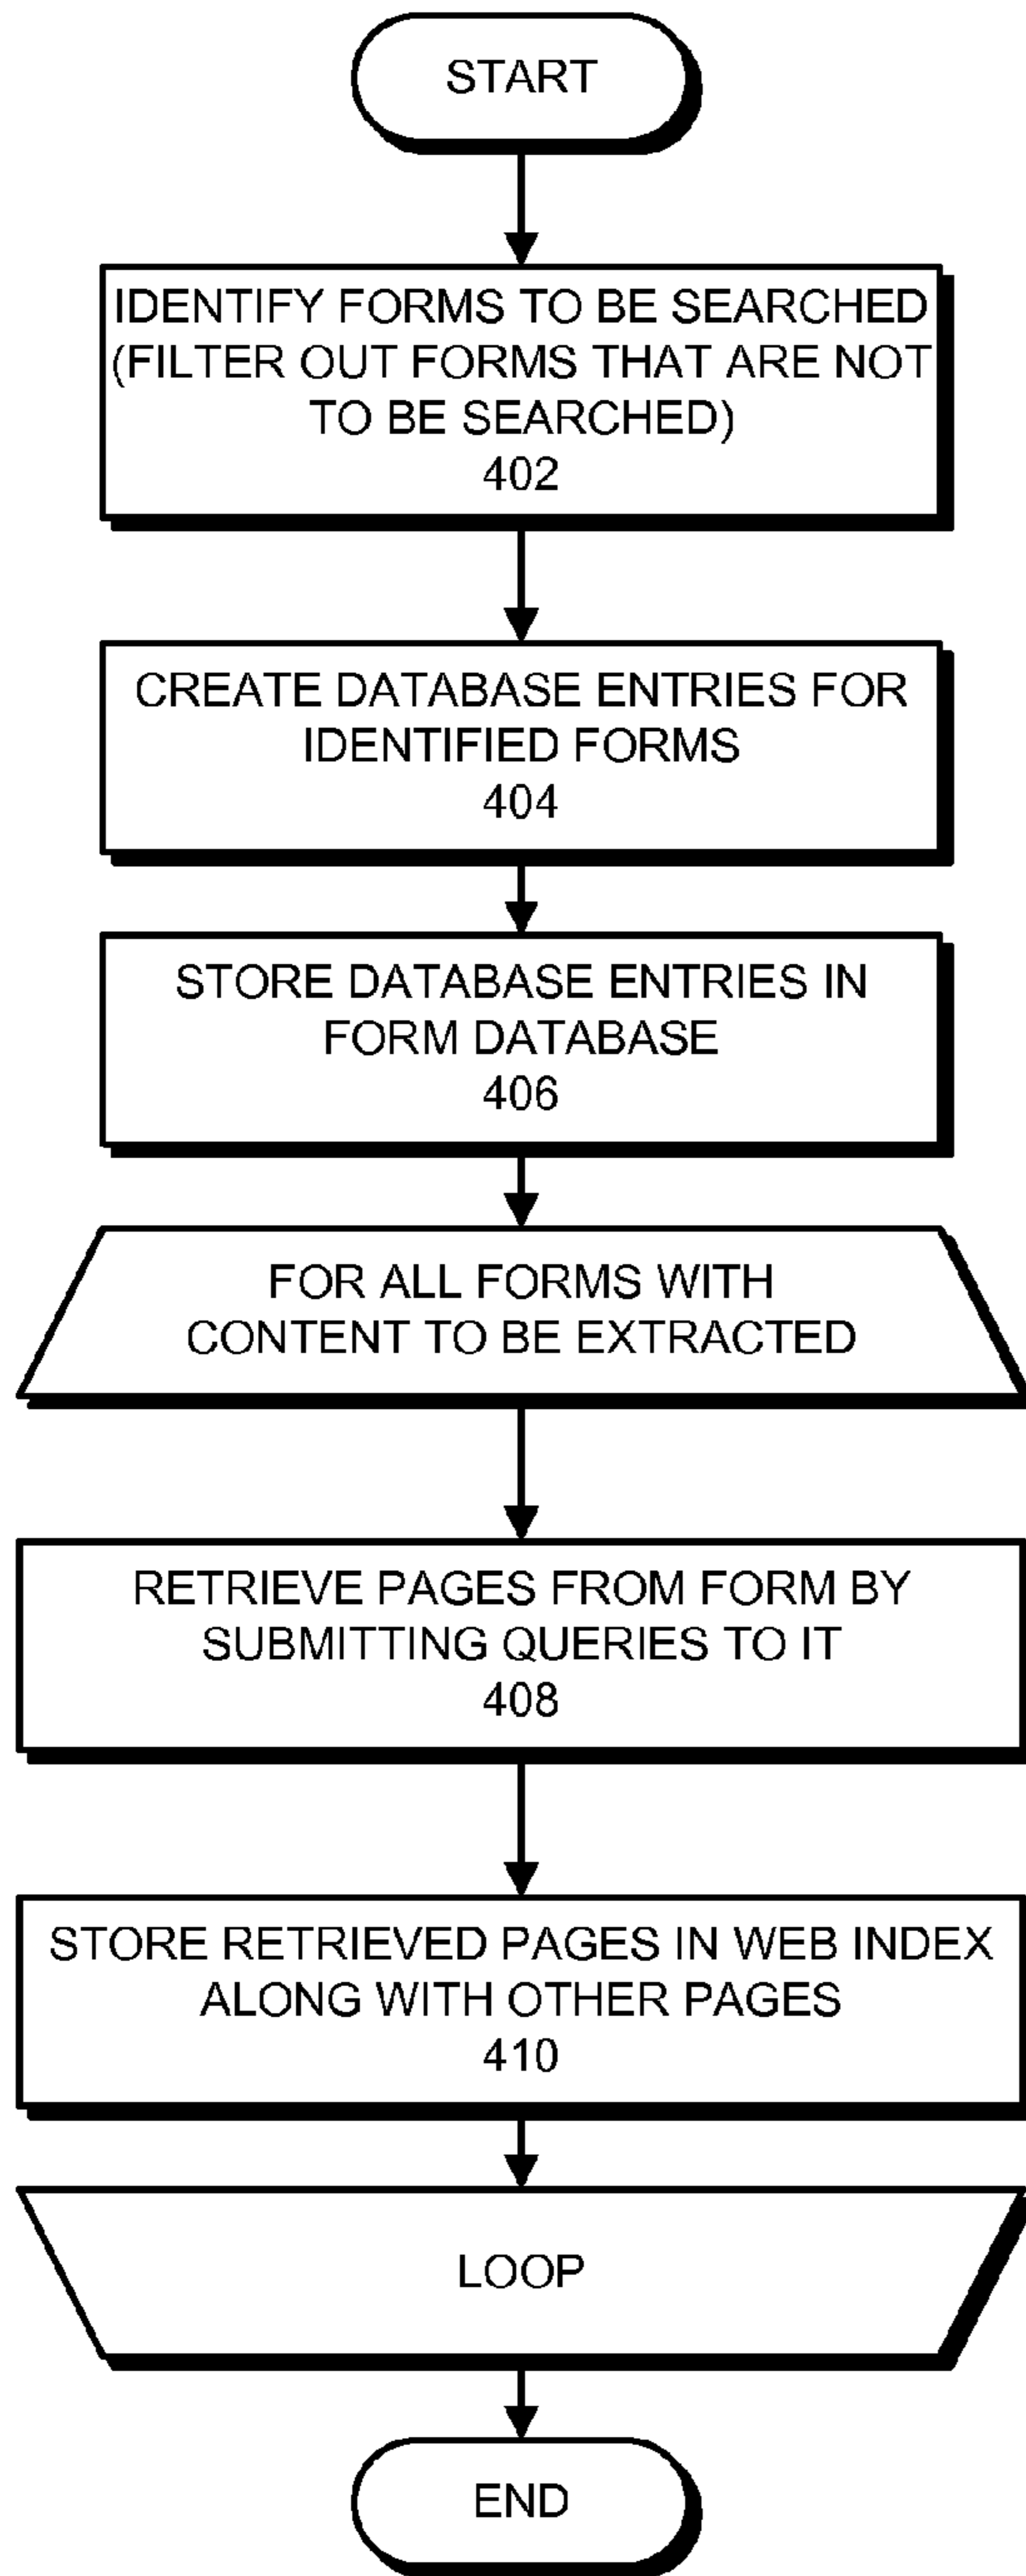 START
IDENTIFY FORMS TO BE SEARCHED
(FILTER OUT FORMS THAT ARE NOT
TO BE SEARCHED)
402
CREATE DATABASE ENTRIES FOR
IDENTIFIED FORMS
404
STORE DATABASE ENTRIES IN
FORM DATABASE
406
FOR ALL FORMS WITH
CONTENT TO BE EXTRACTED
RETRIEVE PAGES FROM FORM BY
SUBMITTING QUERIES TO IT
408
STORE RETRIEVED PAGES IN WEB INDEX
ALONG WITH OTHER PAGES
410
LOOP
END